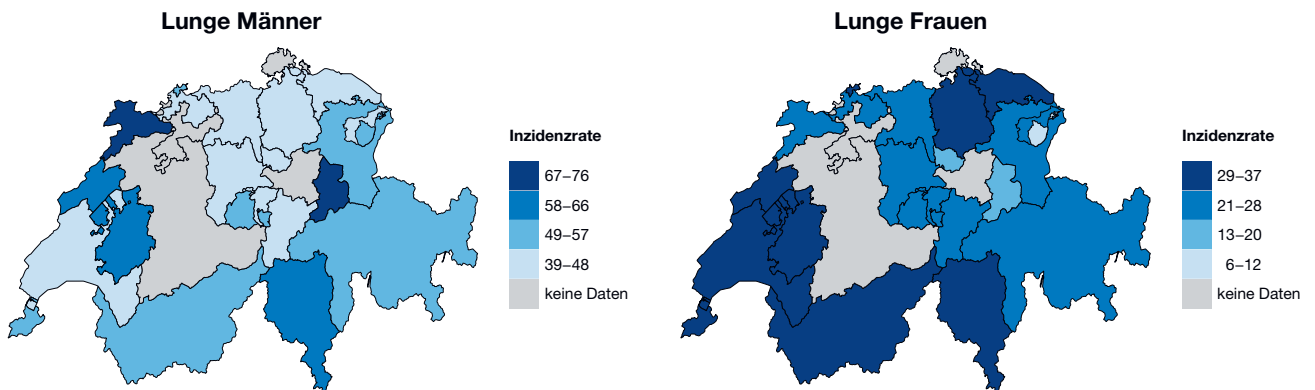 Lunge Männer
Inzidenzrate
67–76
58–66
49–57
39–48
keine Daten
Lunge Frauen
Inzidenzrate
29–37
21–28
13–20
6–12
keine Daten